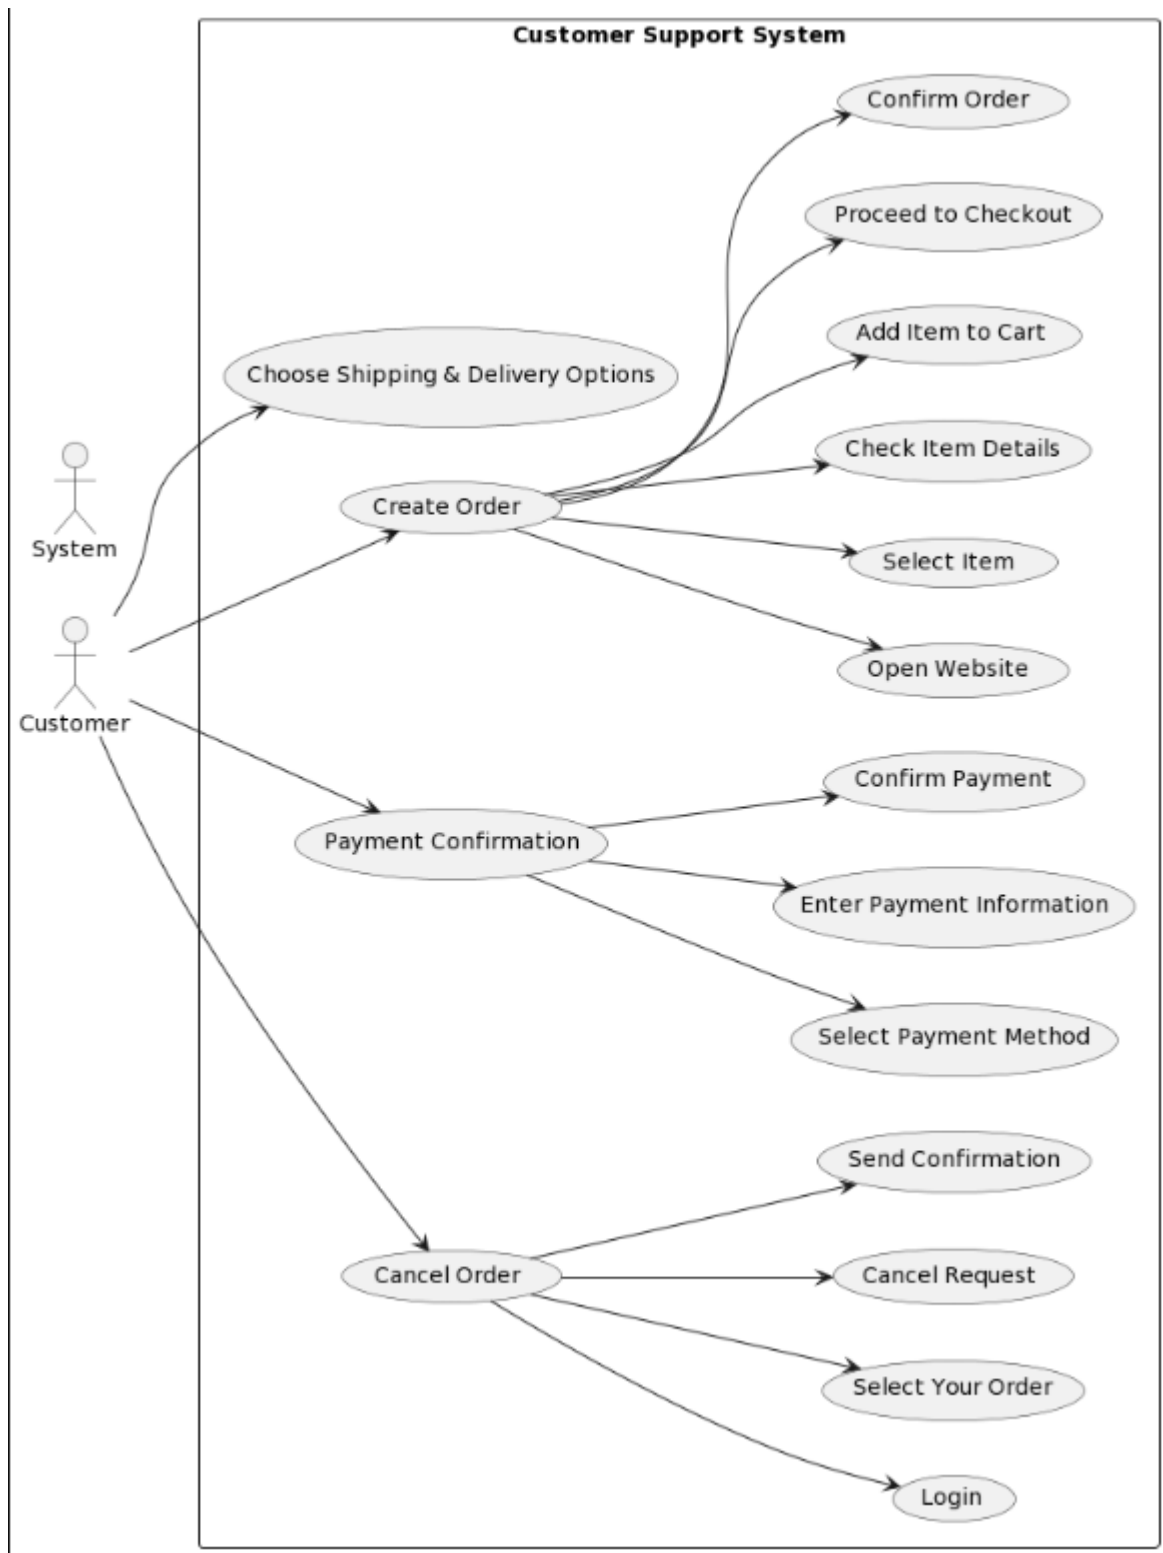 Customer Support System
Confirm Order
Proceed to Checkout
Add Item to Cart
Choose Shipping & Delivery Options
Check Item Details
Create Order
System
Select Item
Open Website
Customer
Confirm Payment
Payment Confirmation
Enter Payment Information
Select Payment Method
Send Confirmation
Cancel Order
Cancel Request
Select Your Order
Login